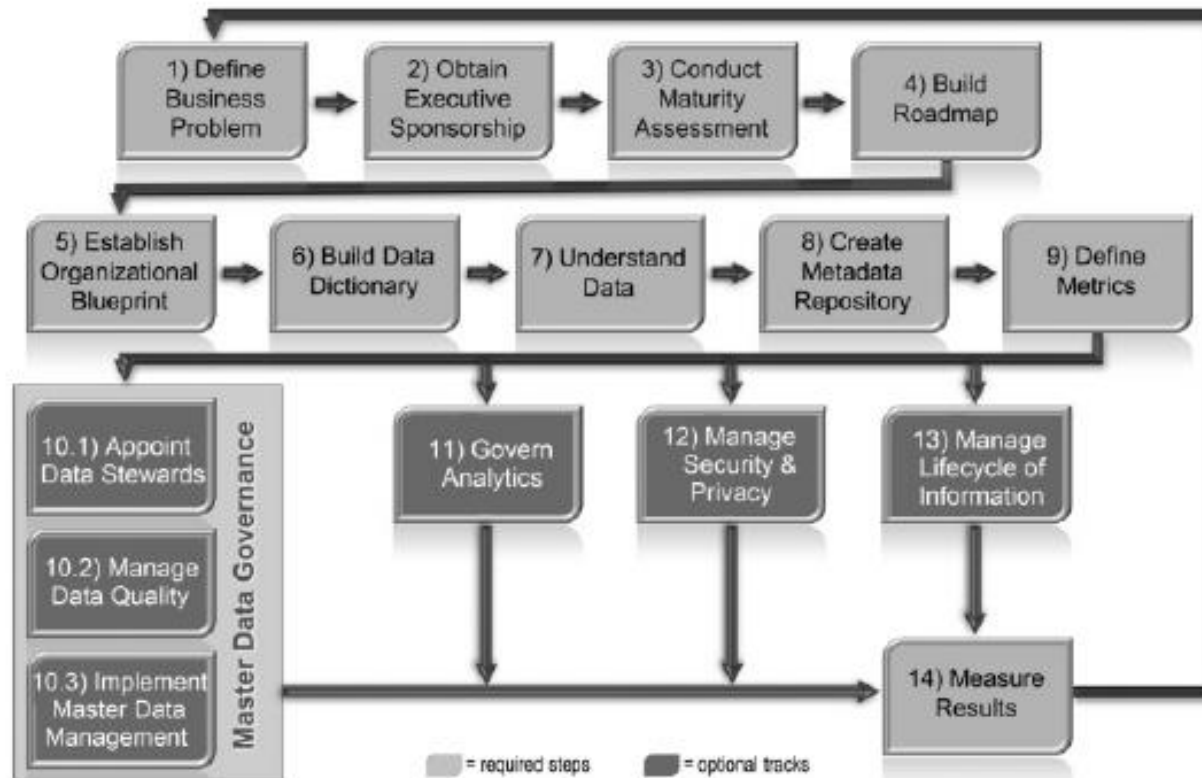 1) Define
Business
Problem
2) Obtain
Executive
Sponsorship
3) Conduct
Maturity
Assessment
4) Build
Roadmap
5) Establish
Organizational
Blueprint
6) Build Data
Dictionary
7) Understand
Data
8) Create
Metadata
Repository
9) Define
Metrics
10.1) Appoint
Data Stewards
10.2) Manage
Data Quality
10.3) Implement
Master Data
Management
Master Data Governance
11) Govern
Analytics
12) Manage
Security &
Privacy
13) Manage
Lifecycle of
Information
14) Measure
Results
= required steps
= optional tracks